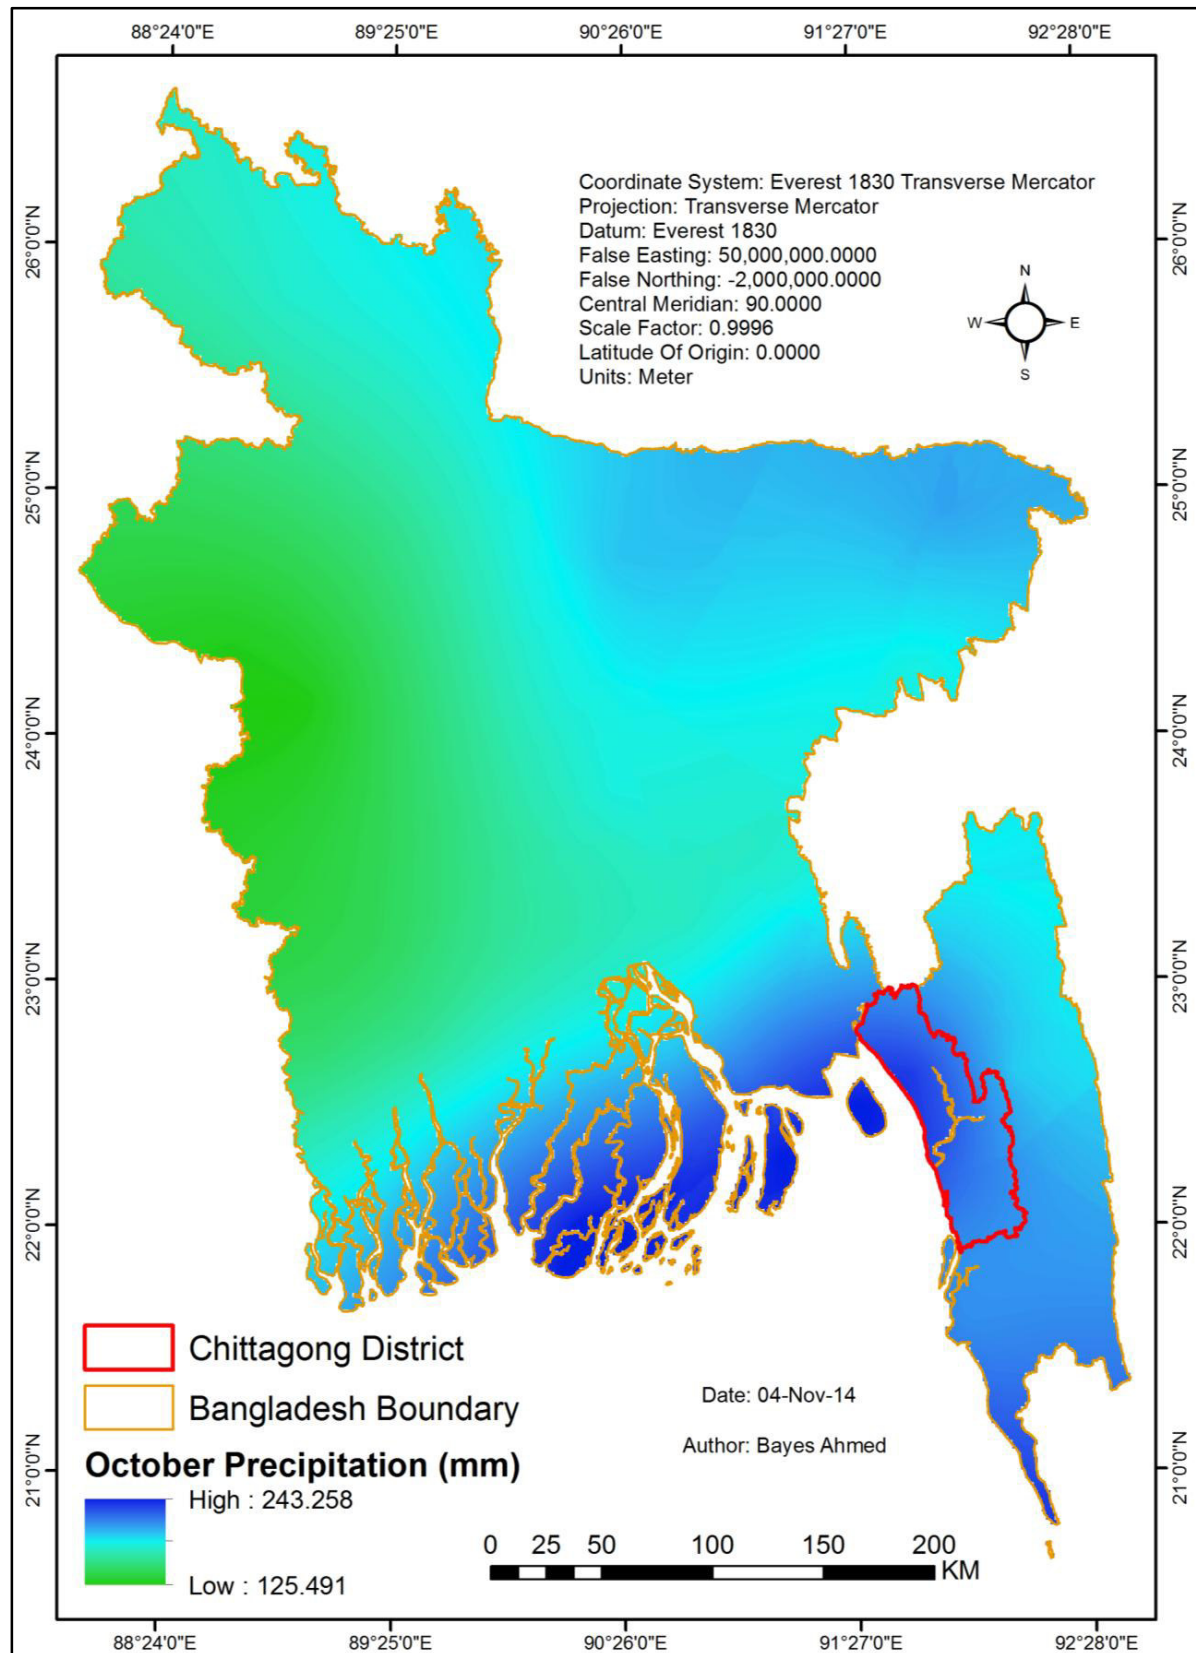 88°24'0"E 89°25'0"E 90°26'0"E 91°27'0"E 92°28'0"E
Coordinate System: Everest 1830 Transverse Mercator
Projection: Transverse Mercator
Datum: Everest 1830
False Easting: 50,000,000.0000
False Northing: -2,000,000.0000
Central Meridian: 90.0000
Scale Factor: 0.9996
Latitude Of Origin: 0.0000
Units: Meter
N
W E
S
26°0'0"N 26°0'0"N
25°0'0"N 25°0'0"N
24°0'0"N 24°0'0"N
23°0'0"N 23°0'0"N
22°0'0"N 22°0'0"N
21°0'0"N 21°0'0"N
Chittagong District
Bangladesh Boundary
Date: 04-Nov-14
Author: Bayes Ahmed
October Precipitation (mm)
High : 243.258
Low : 125.491
0 25 50 100 150 200
KM
88°24'0"E 89°25'0"E 90°26'0"E 91°27'0"E 92°28'0"E